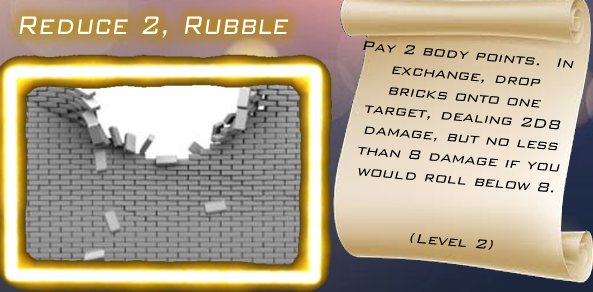 Reduce 2, Rubble
Pay 2 body points. In
exchange, drop
bricks onto one
target, dealing 2d8
damage, but no less
than 8 damage if you
would roll below 8.
(Level 2)